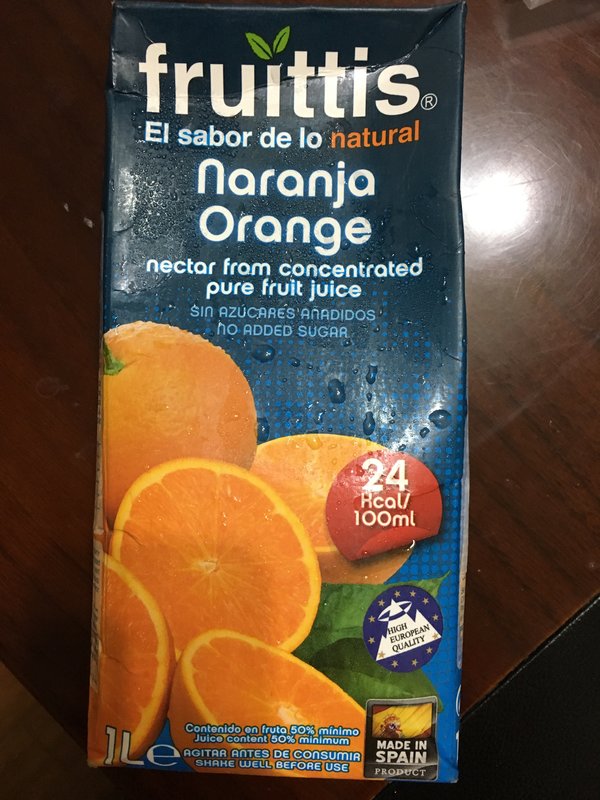 fruittis®
El sabor de lo natural
Naranja
Orange
nectar from concentrated
pure fruit juice
SIN AZÚCARES AÑADIDOS
NO ADDED SUGAR
24
Kcal/
100ml
HIGH
EUROPEAN
QUALITY
Contenido en fruta 50% mínimo
Juice content 50% minimum
1L e
AGITAR ANTES DE CONSUMIR
SHAKE WELL BEFORE USE
MADE IN
SPAIN
PRODUCT